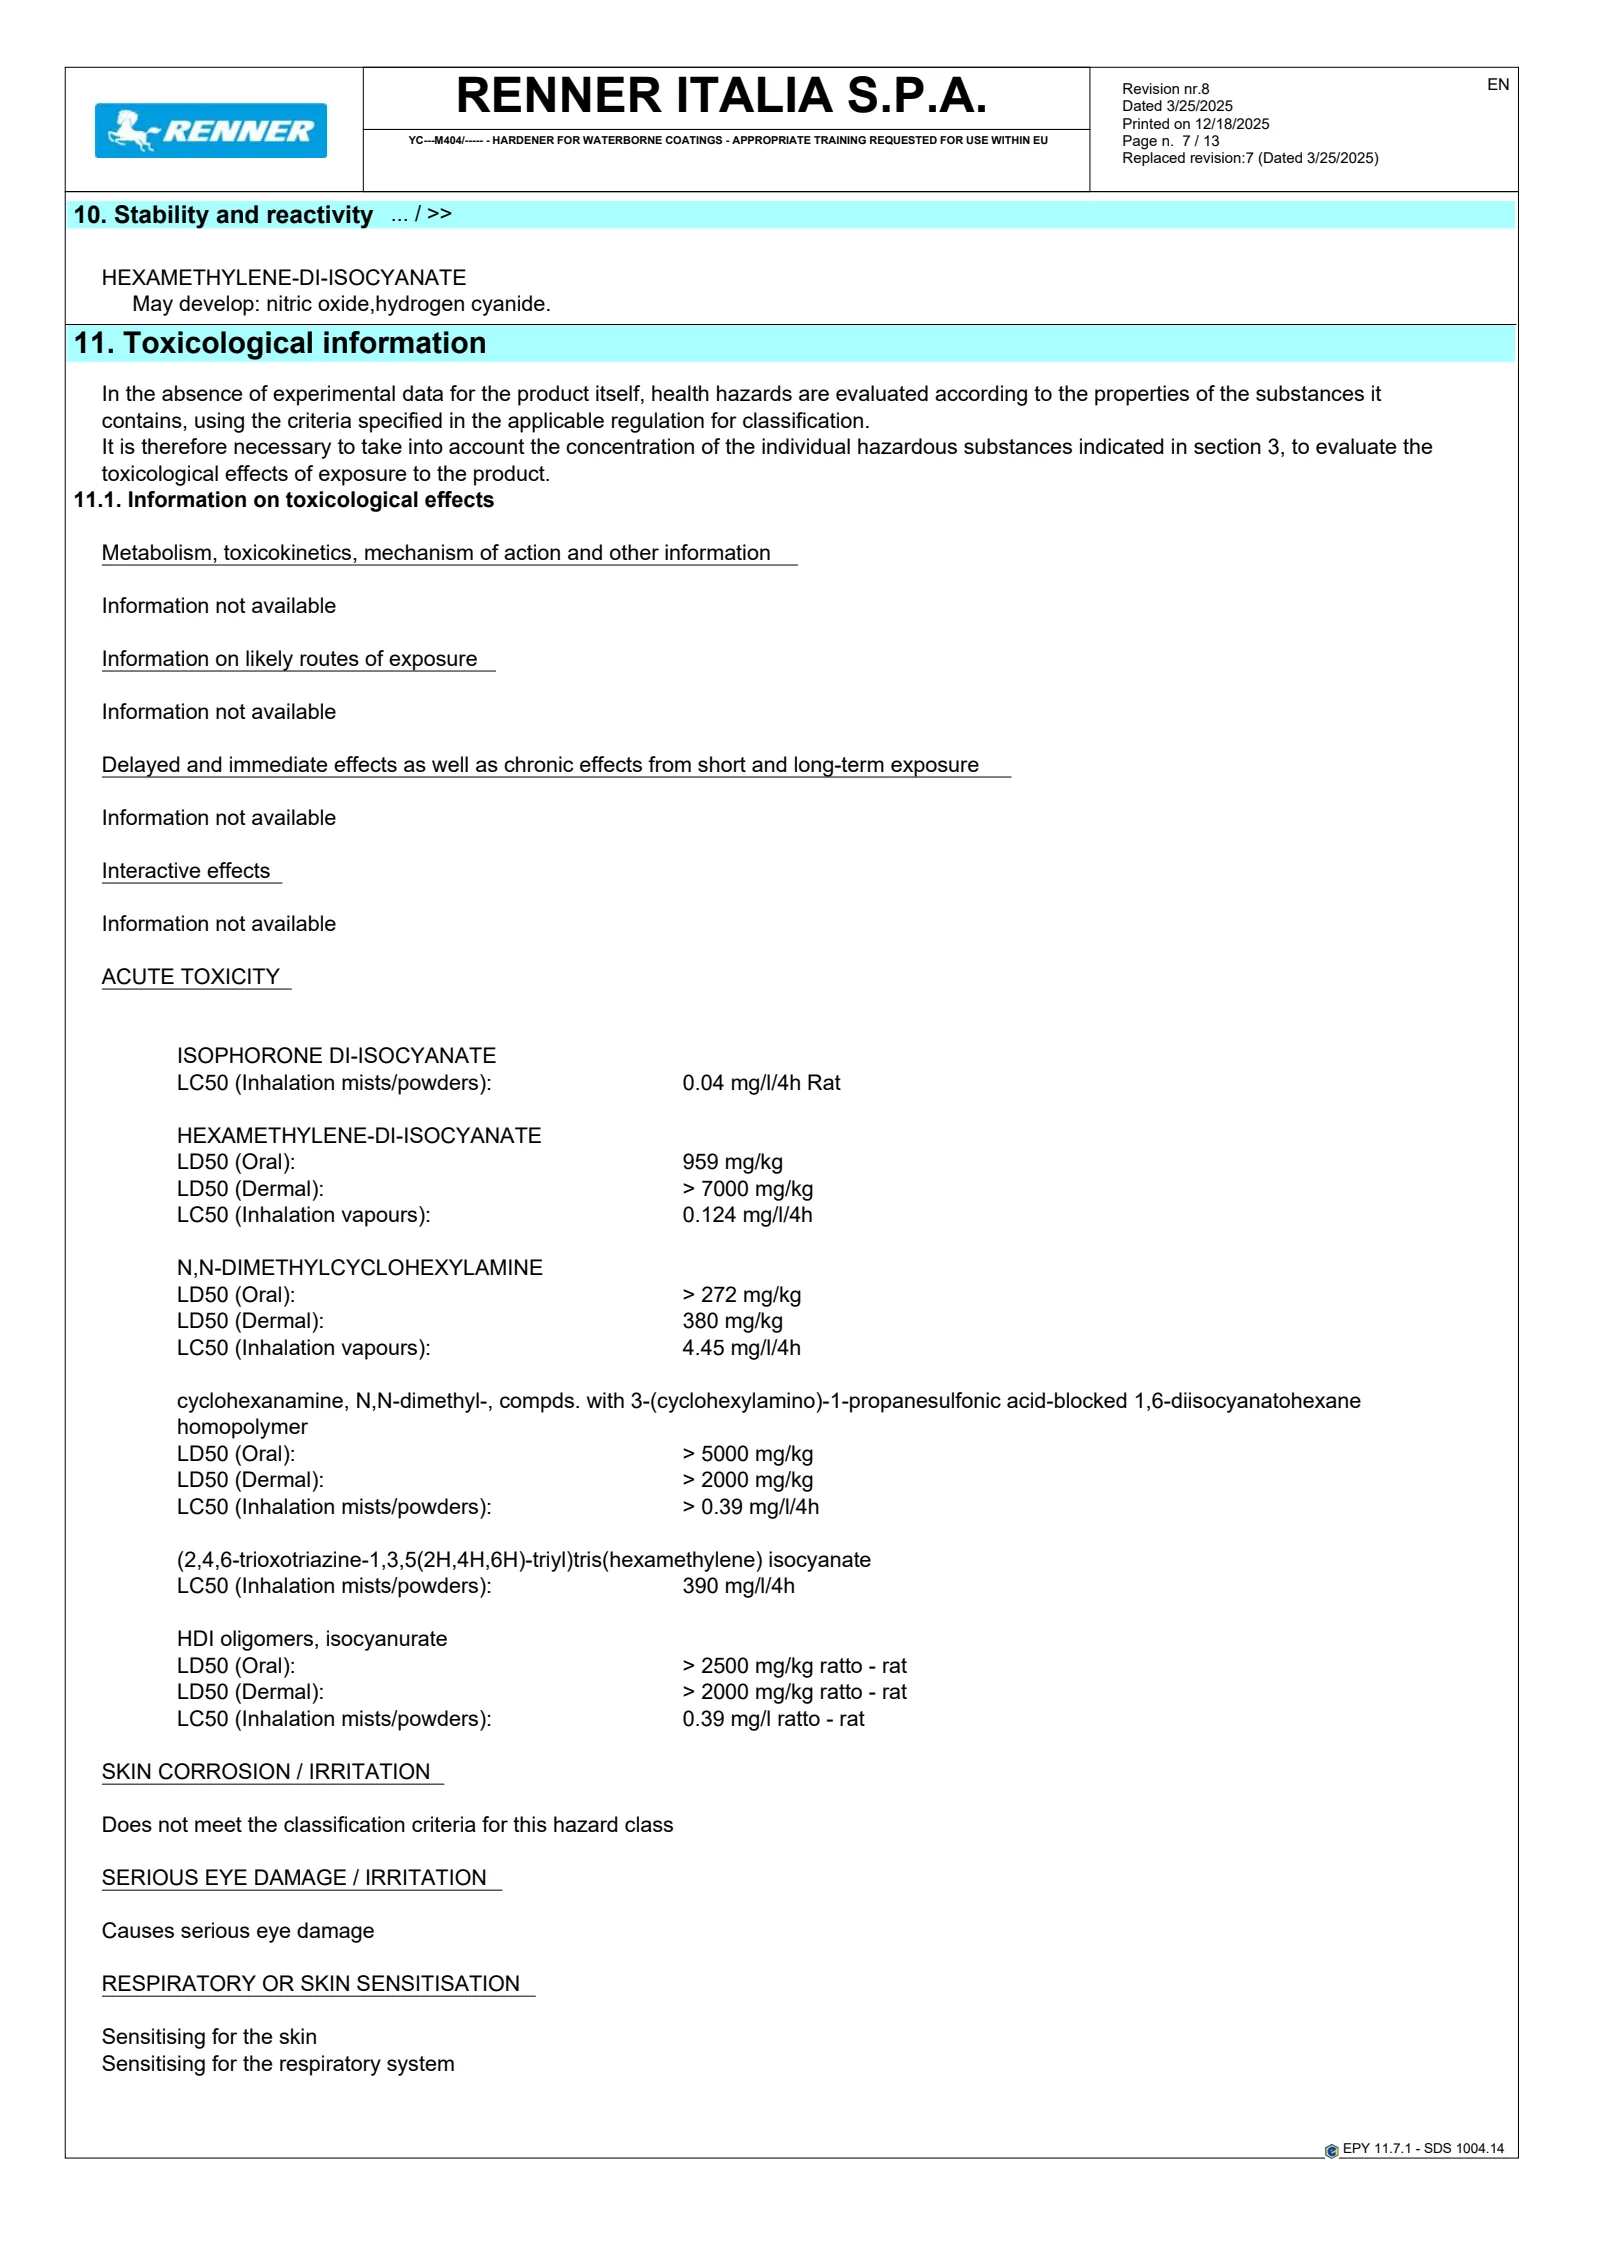 RENNER
RENNER ITALIA S.P.A.
YC---M404/----- - HARDENER FOR WATERBORNE COATINGS - APPROPRIATE TRAINING REQUESTED FOR USE WITHIN EU
EN
Revision nr.8
Dated 3/25/2025
Printed on 12/18/2025
Page n. 7 / 13
Replaced revision:7 (Dated 3/25/2025)
10. Stability and reactivity ... / >>
HEXAMETHYLENE-DI-ISOCYANATE
May develop: nitric oxide,hydrogen cyanide.
11. Toxicological information
In the absence of experimental data for the product itself, health hazards are evaluated according to the properties of the substances it
contains, using the criteria specified in the applicable regulation for classification.
It is therefore necessary to take into account the concentration of the individual hazardous substances indicated in section 3, to evaluate the
toxicological effects of exposure to the product.
11.1. Information on toxicological effects
Metabolism, toxicokinetics, mechanism of action and other information
Information not available
Information on likely routes of exposure
Information not available
Delayed and immediate effects as well as chronic effects from short and long-term exposure
Information not available
Interactive effects
Information not available
ACUTE TOXICITY
ISOPHORONE DI-ISOCYANATE
LC50 (Inhalation mists/powders): 0.04 mg/l/4h Rat
HEXAMETHYLENE-DI-ISOCYANATE
LD50 (Oral): 959 mg/kg
LD50 (Dermal): > 7000 mg/kg
LC50 (Inhalation vapours): 0.124 mg/l/4h
N,N-DIMETHYLCYCLOHEXYLAMINE
LD50 (Oral): > 272 mg/kg
LD50 (Dermal): 380 mg/kg
LC50 (Inhalation vapours): 4.45 mg/l/4h
cyclohexanamine, N,N-dimethyl-, compds. with 3-(cyclohexylamino)-1-propanesulfonic acid-blocked 1,6-diisocyanatohexane
homopolymer
LD50 (Oral): > 5000 mg/kg
LD50 (Dermal): > 2000 mg/kg
LC50 (Inhalation mists/powders): > 0.39 mg/l/4h
(2,4,6-trioxotriazine-1,3,5(2H,4H,6H)-triyl)tris(hexamethylene) isocyanate
LC50 (Inhalation mists/powders): 390 mg/l/4h
HDI oligomers, isocyanurate
LD50 (Oral): > 2500 mg/kg ratto - rat
LD50 (Dermal): > 2000 mg/kg ratto - rat
LC50 (Inhalation mists/powders): 0.39 mg/l ratto - rat
SKIN CORROSION / IRRITATION
Does not meet the classification criteria for this hazard class
SERIOUS EYE DAMAGE / IRRITATION
Causes serious eye damage
RESPIRATORY OR SKIN SENSITISATION
Sensitising for the skin
Sensitising for the respiratory system
EPY 11.7.1 - SDS 1004.14